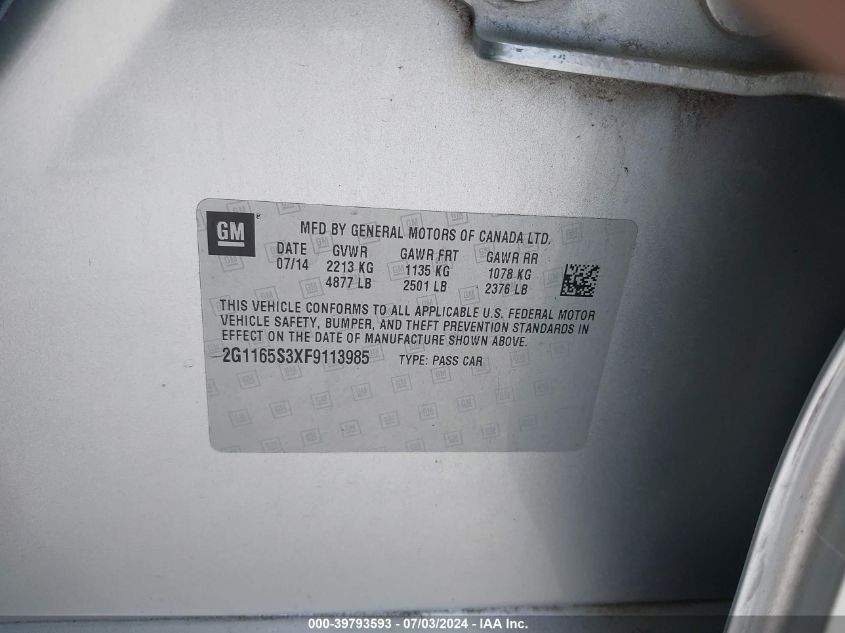 GM ®
MFD BY GENERAL MOTORS OF CANADA LTD.
DATE GVWR GAWR FRT GAWR RR
07/14 2213 KG 1135 KG 1078 KG
4877 LB 2501 LB 2376 LB
THIS VEHICLE CONFORMS TO ALL APPLICABLE U.S. FEDERAL MOTOR
VEHICLE SAFETY, BUMPER, AND THEFT PREVENTION STANDARDS IN
EFFECT ON THE DATE OF MANUFACTURE SHOWN ABOVE.
2G1165S3XF9113985 TYPE: PASS CAR
000-39793593 / 07/03/2024 - IAA Inc.